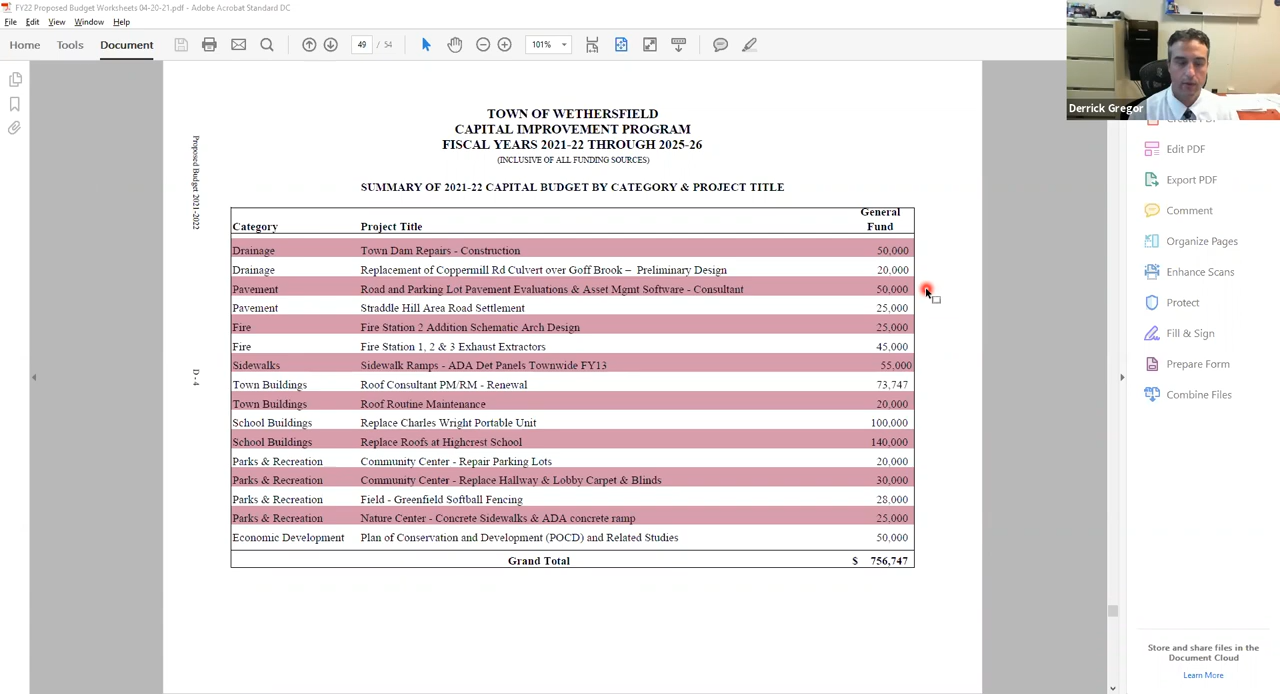 FY22 Proposed Budget Worksheets 04-20-21.pdf - Adobe Acrobat Standard DC
File Edit View Window Help
Home Tools Document 49 / 54 101%
Derrick Gregor
Create PDF
Edit PDF
Export PDF
Comment
Organize Pages
Enhance Scans
Protect
Fill & Sign
Prepare Form
Combine Files
Store and share files in the
Document Cloud
Learn More
Proposed Budget 2021-2022
D - 4
TOWN OF WETHERSFIELD
CAPITAL IMPROVEMENT PROGRAM
FISCAL YEARS 2021-22 THROUGH 2025-26
(INCLUSIVE OF ALL FUNDING SOURCES)
SUMMARY OF 2021-22 CAPITAL BUDGET BY CATEGORY & PROJECT TITLE
Category Project Title General Fund
Drainage Town Dam Repairs - Construction 50,000
Drainage Replacement of Coppermill Rd Culvert over Goff Brook – Preliminary Design 20,000
Pavement Road and Parking Lot Pavement Evaluations & Asset Mgmt Software - Consultant 50,000
Pavement Straddle Hill Area Road Settlement 25,000
Fire Fire Station 2 Addition Schematic Arch Design 25,000
Fire Fire Station 1, 2 & 3 Exhaust Extractors 45,000
Sidewalks Sidewalk Ramps - ADA Det Panels Townwide FY13 55,000
Town Buildings Roof Consultant PM/RM - Renewal 73,747
Town Buildings Roof Routine Maintenance 20,000
School Buildings Replace Charles Wright Portable Unit 100,000
School Buildings Replace Roofs at Highcrest School 140,000
Parks & Recreation Community Center - Repair Parking Lots 20,000
Parks & Recreation Community Center - Replace Hallway & Lobby Carpet & Blinds 30,000
Parks & Recreation Field - Greenfield Softball Fencing 28,000
Parks & Recreation Nature Center - Concrete Sidewalks & ADA concrete ramp 25,000
Economic Development Plan of Conservation and Development (POCD) and Related Studies 50,000
Grand Total $ 756,747